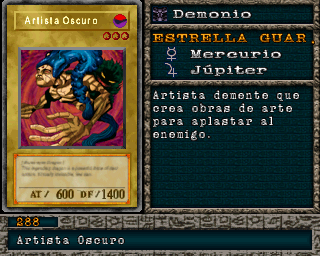 Artista Oscuro
AT/ 600 DF/1400
Demonio
ESTRELLA GUAR.
☿ Mercurio
♃ Júpiter
Artista demente que
crea obras de arte
para aplastar al
enemigo.
288
Artista Oscuro